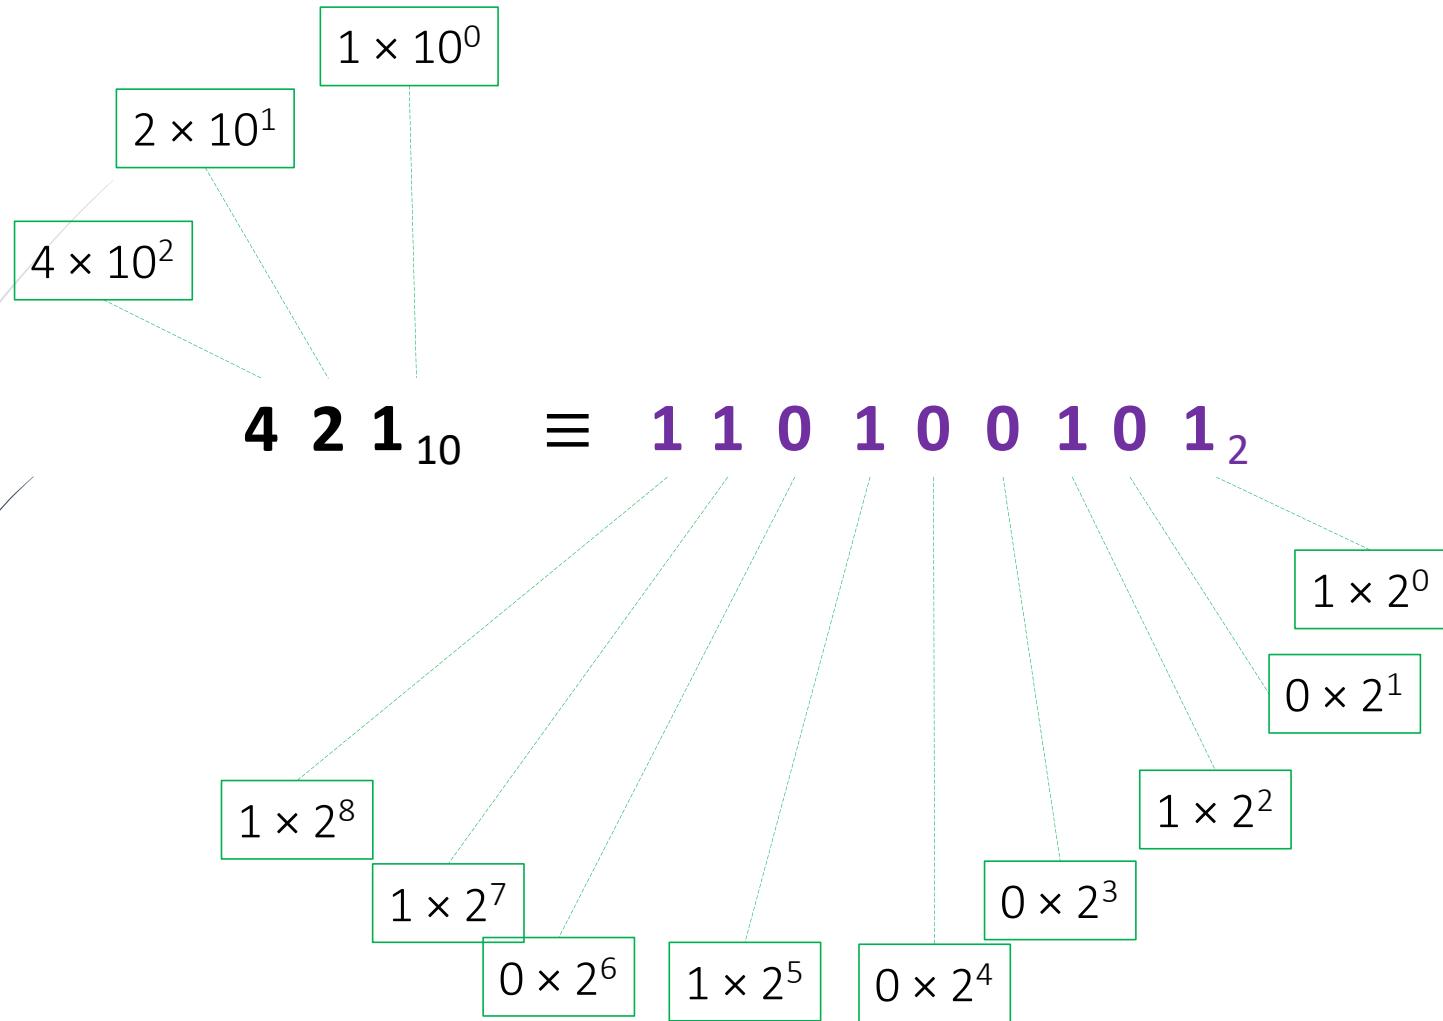 1 × 10⁰
2 × 10¹
4 × 10²
4 2 1₁₀ ≡ 1 1 0 1 0 0 1 0 1₂
1 × 2⁰
0 × 2¹
1 × 2²
1 × 2⁸
0 × 2³
1 × 2⁷
0 × 2⁶
1 × 2⁵
0 × 2⁴